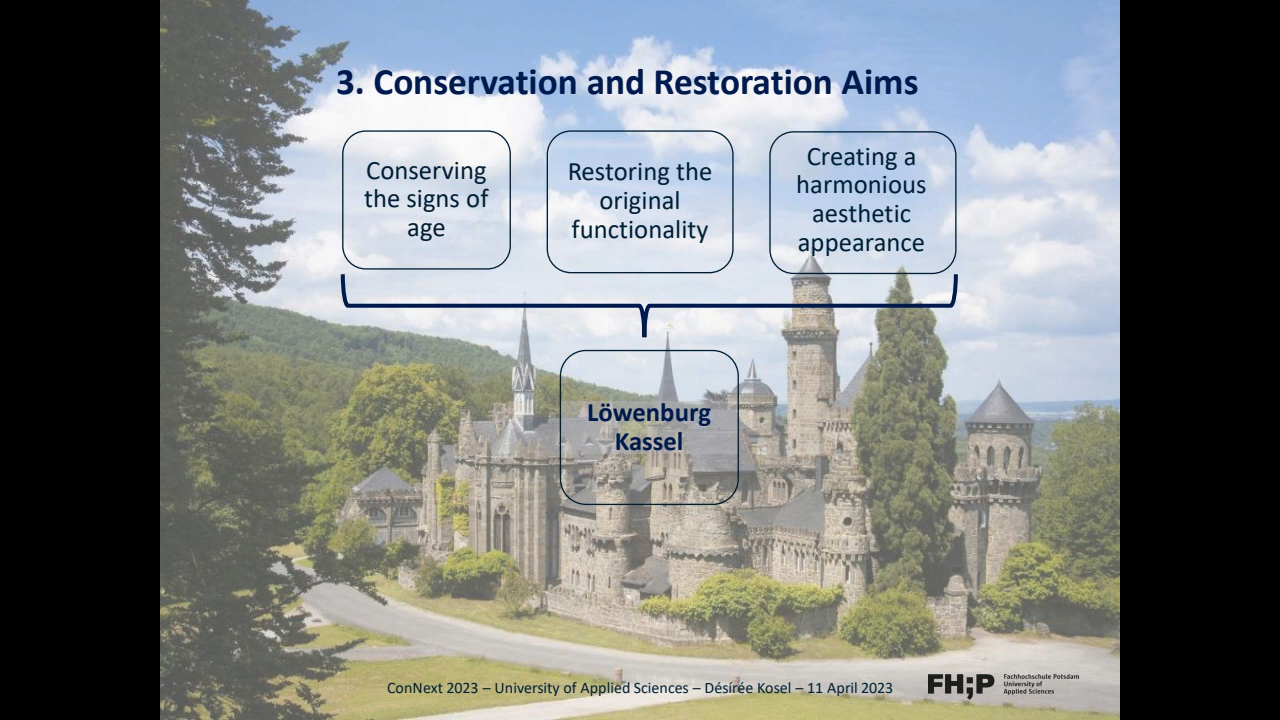 3. Conservation and Restoration Aims
Conserving
the signs of
age
Restoring the
original
functionality
Creating a
harmonious
aesthetic
appearance
Löwenburg
Kassel
ConNext 2023 – University of Applied Sciences – Désirée Kosel – 11 April 2023
FH;P
Fachhochschule Potsdam
University of
Applied Sciences